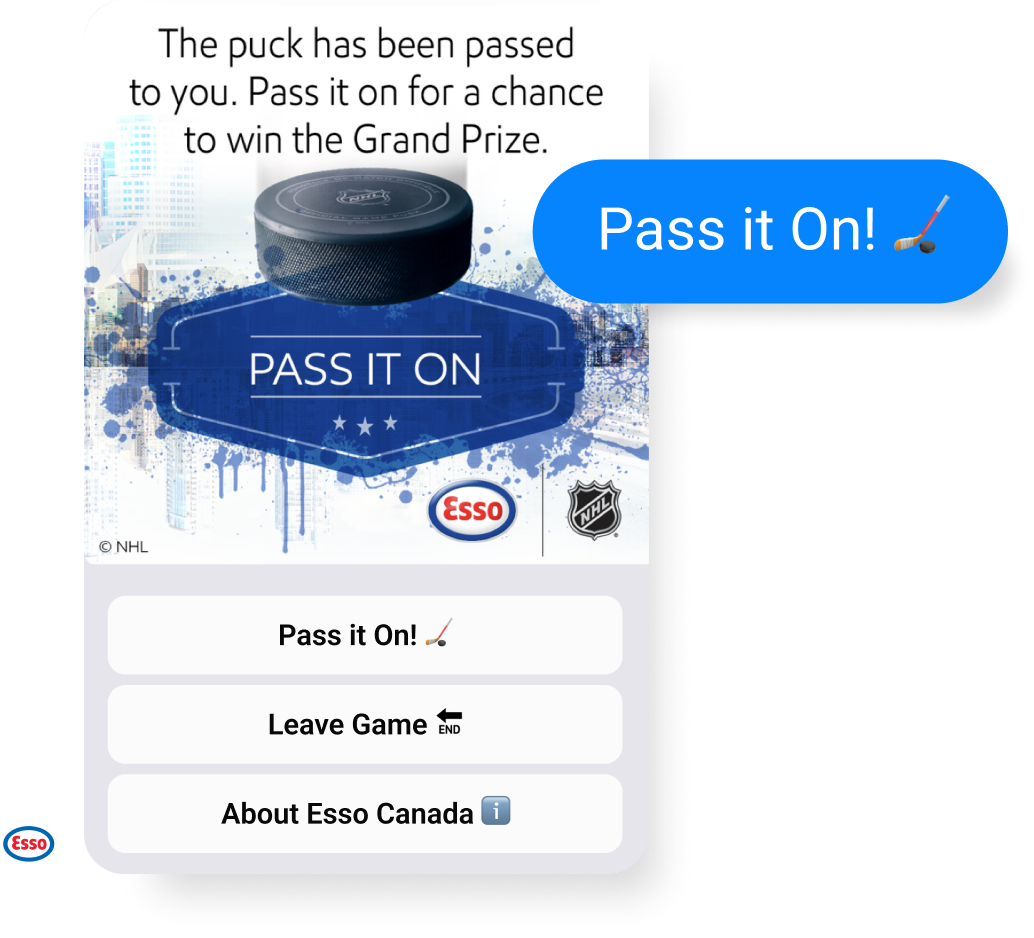 The puck has been passed
to you. Pass it on for a chance
to win the Grand Prize.
NHL
Pass it On! 🏒
PASS IT ON
Esso
NHL
© NHL
Pass it On! 🏒
Leave Game 🔚
END
About Esso Canada ℹ️
Esso